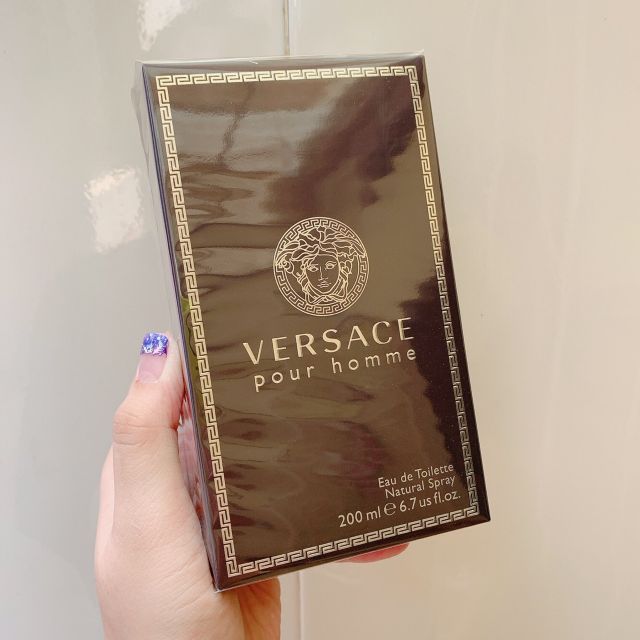 VERSACE
pour homme
Eau de Toilette
Natural Spray
200 ml ℮ 6.7 us fl.oz.